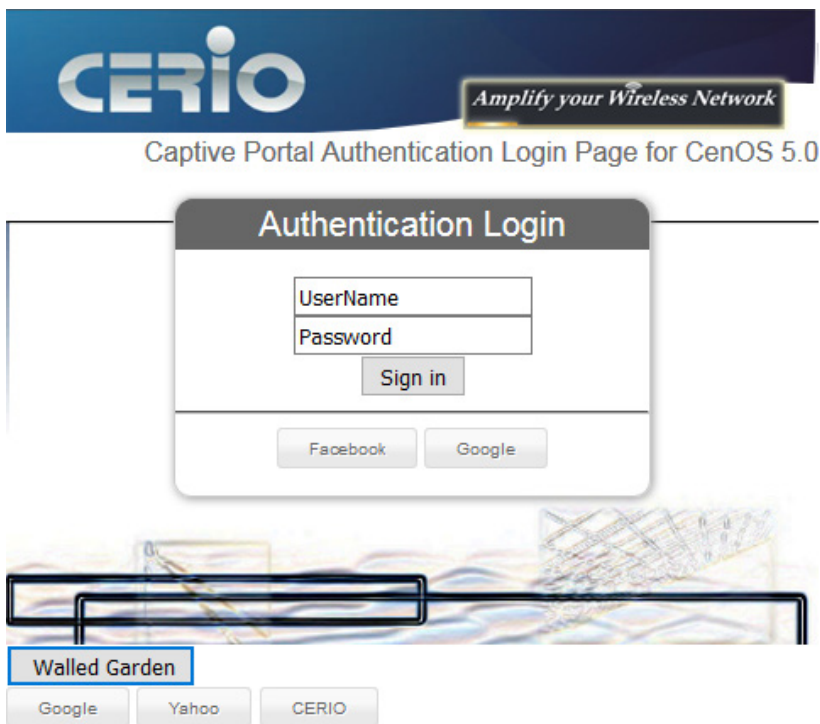 CERIO
Amplify your Wireless Network
Captive Portal Authentication Login Page for CenOS 5.0
Authentication Login
UserName
Password
Sign in
Facebook Google
Walled Garden
Google Yahoo CERIO